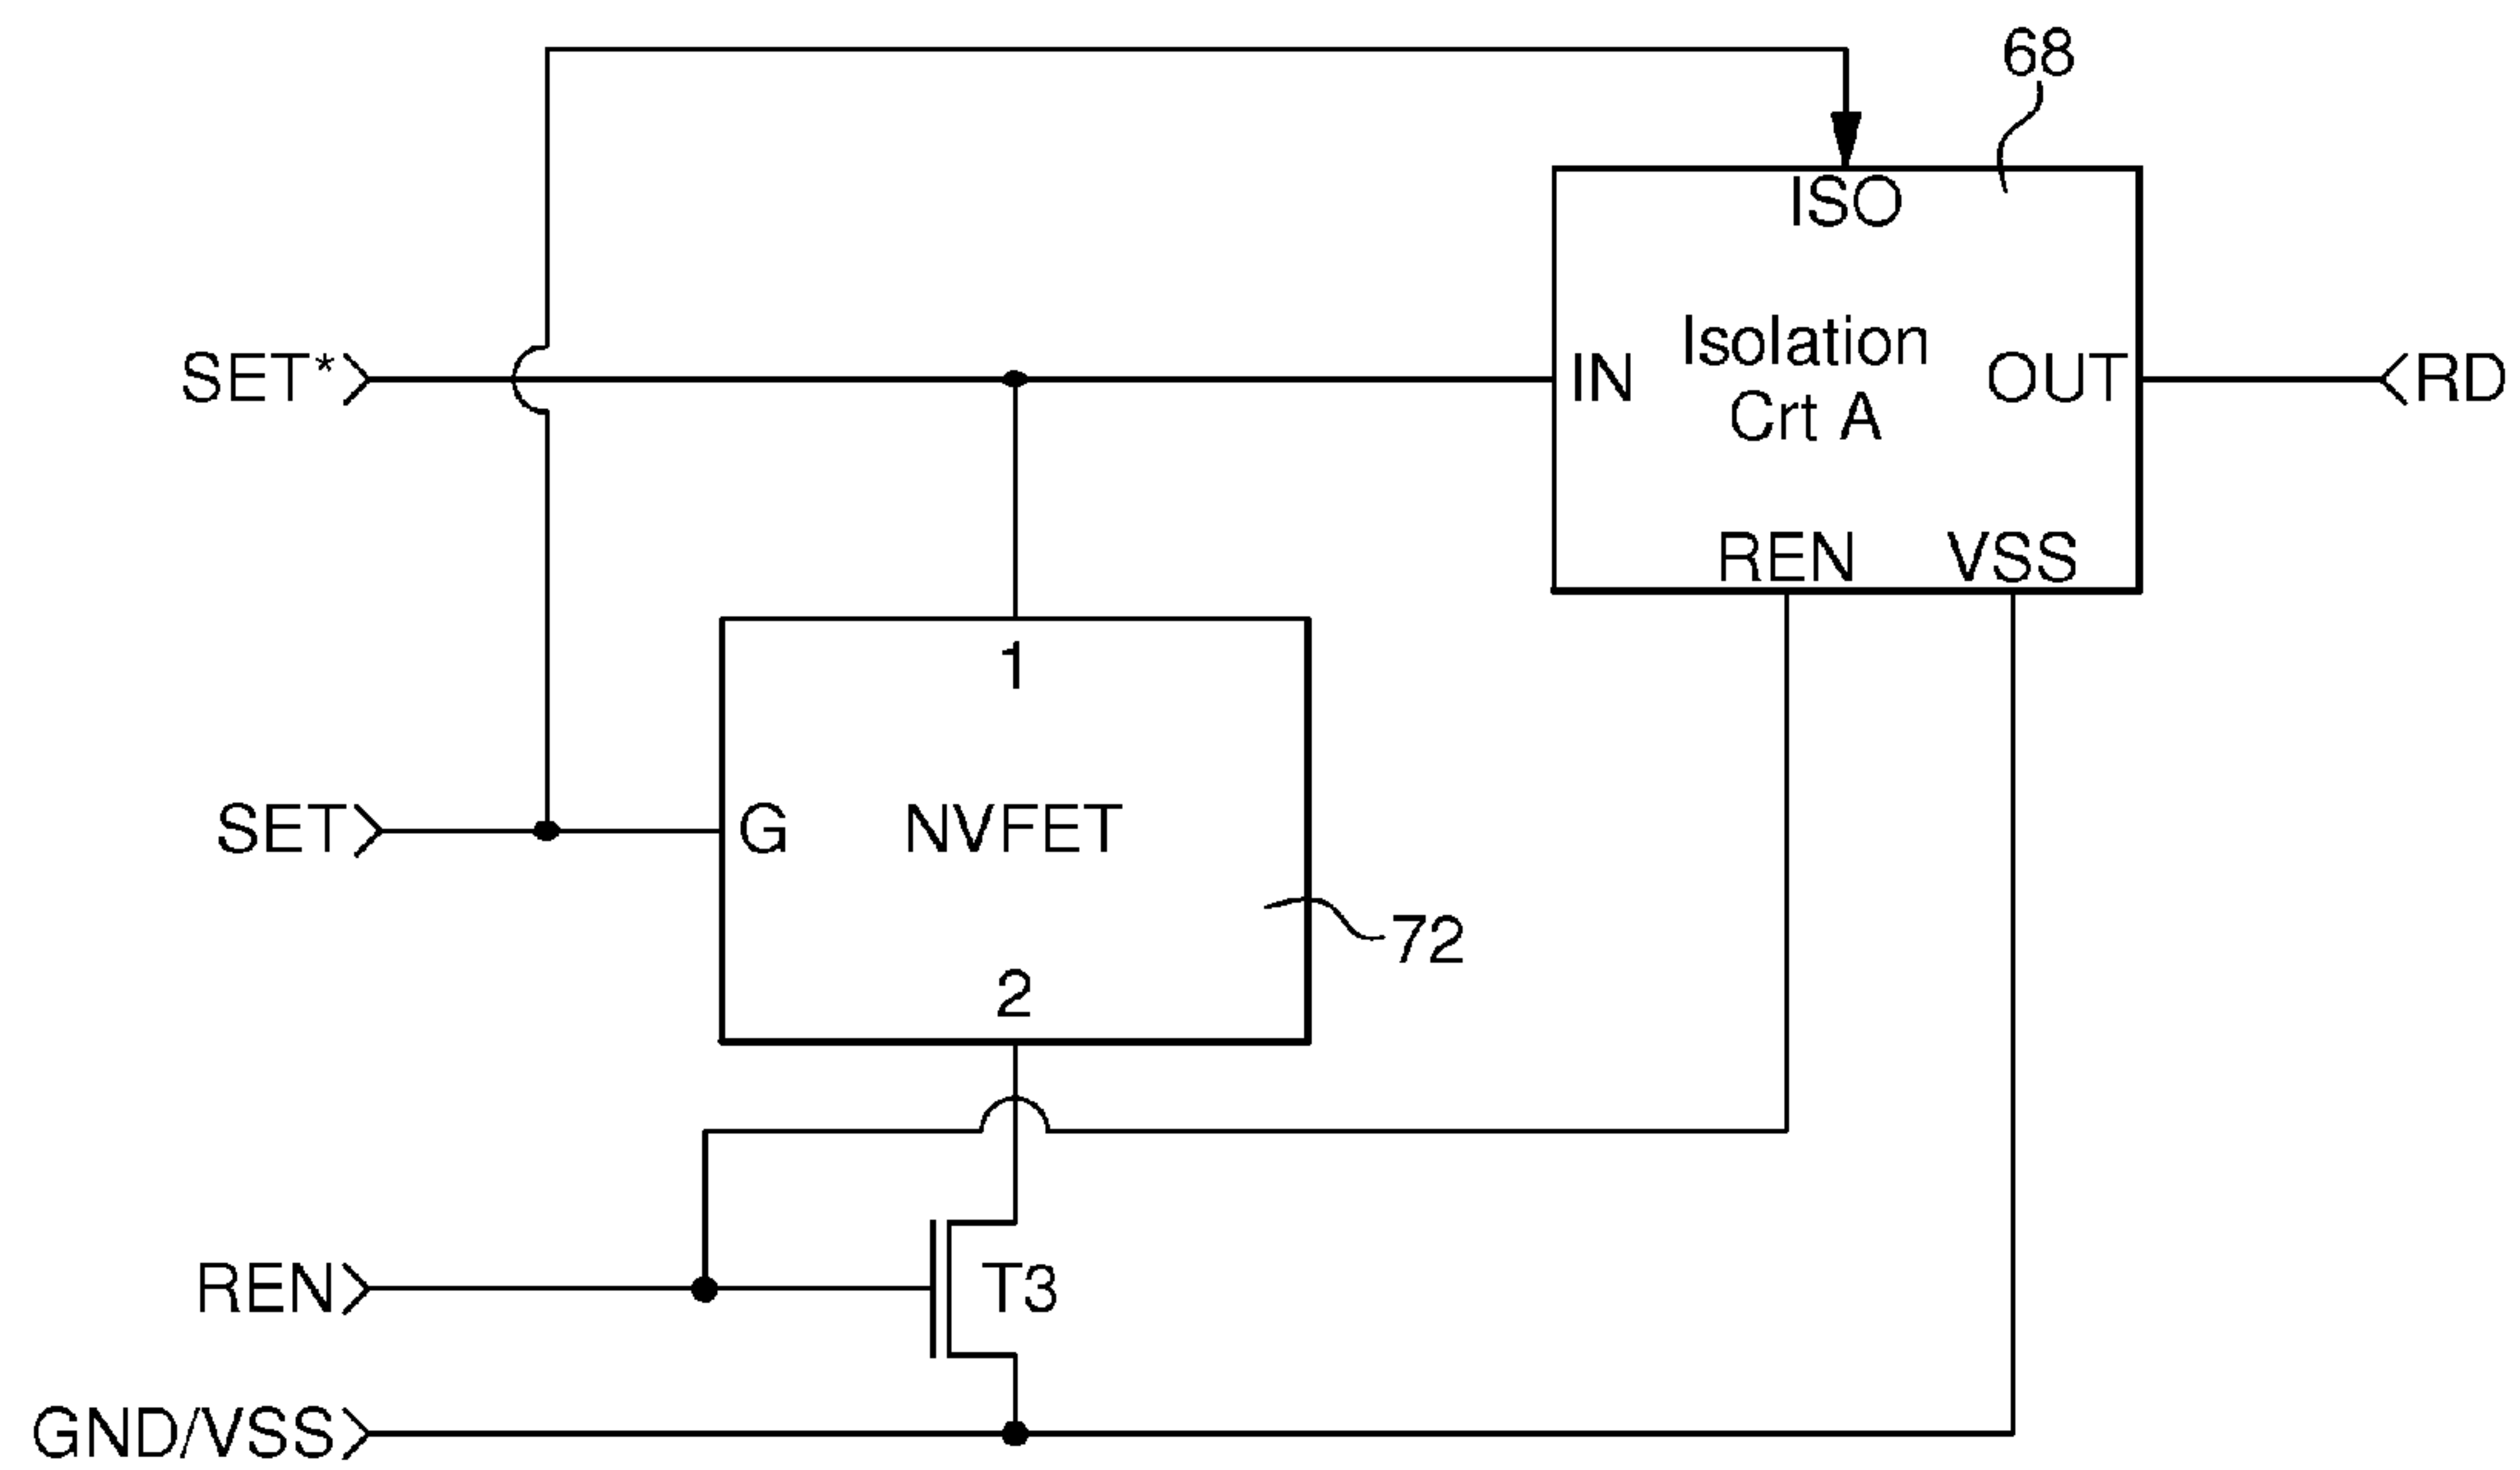 68
ISO
SET*
IN
Isolation
Crt A
OUT
RD
REN
VSS
1
SET
G
NVFET
72
2
REN
T3
GND/VSS